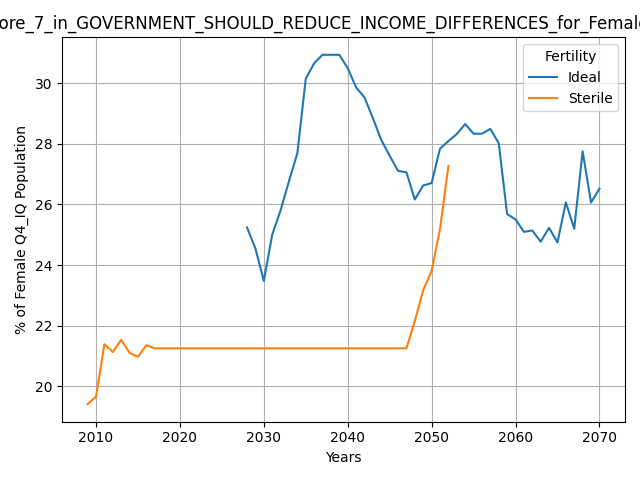 ore_7_in_GOVERNMENT_SHOULD_REDUCE_INCOME_DIFFERENCES_for_Female
Fertility
Ideal
Sterile
% of Female Q4_IQ Population
30
28
26
24
22
20
2010 2020 2030 2040 2050 2060 2070
Years